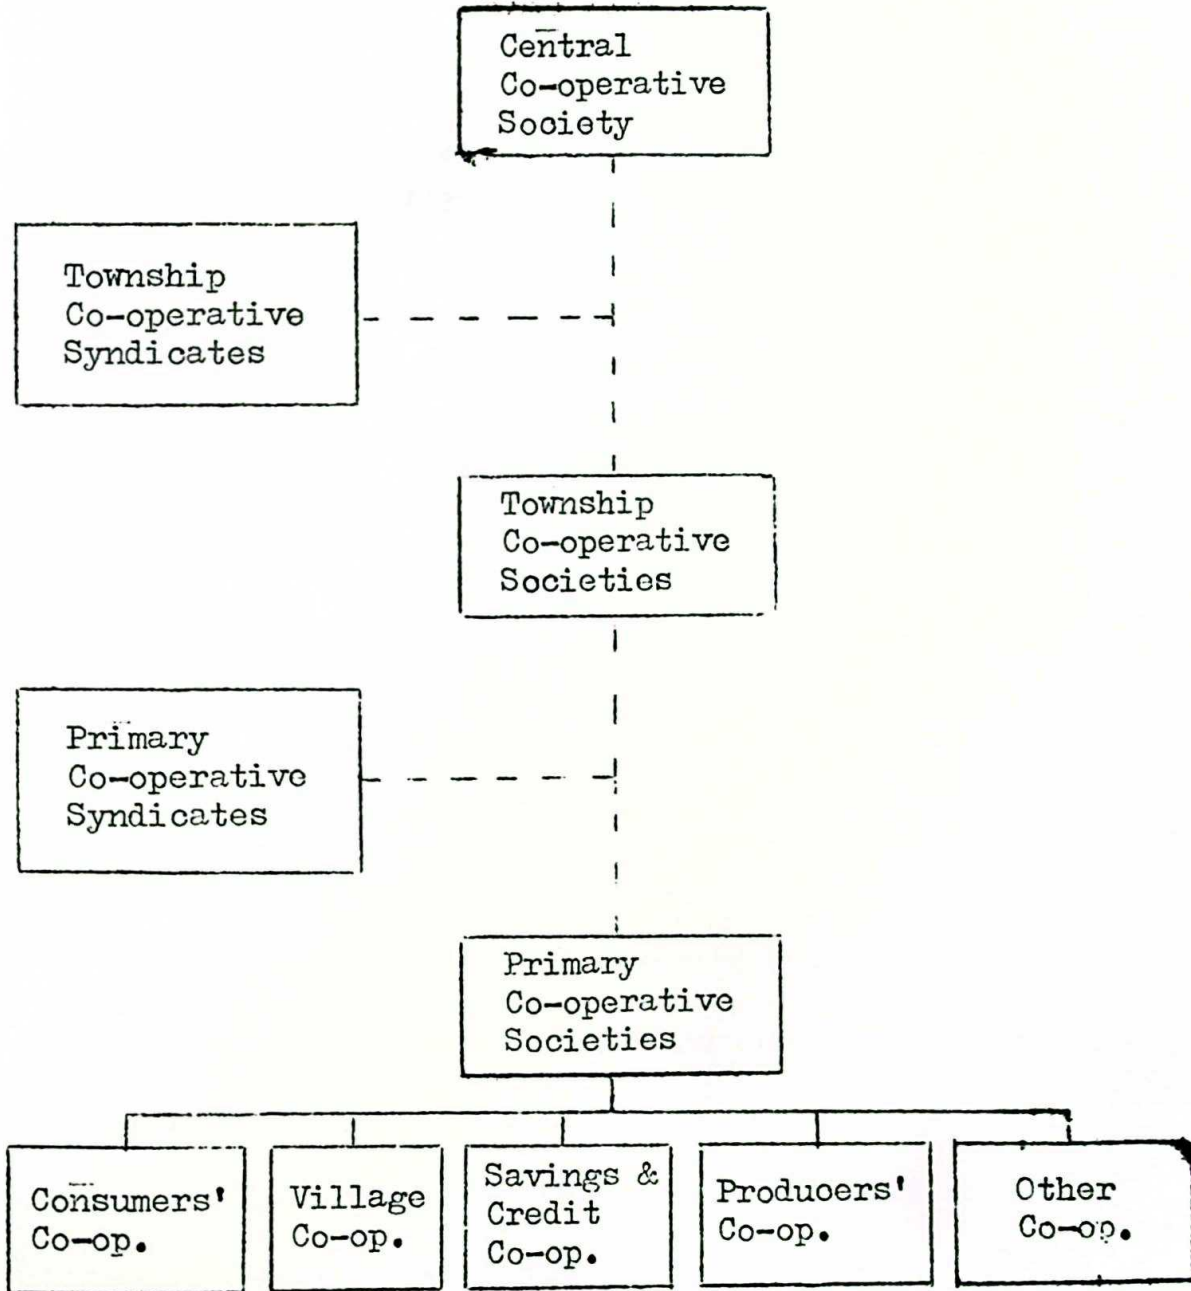 Central
Co-operative
Society
Township
Co-operative
Syndicates
Township
Co-operative
Societies
Primary
Co-operative
Syndicates
Primary
Co-operative
Societies
Consumers'
Co-op.
Village
Co-op.
Savings &
Credit
Co-op.
Producers'
Co-op.
Other
Co-op.